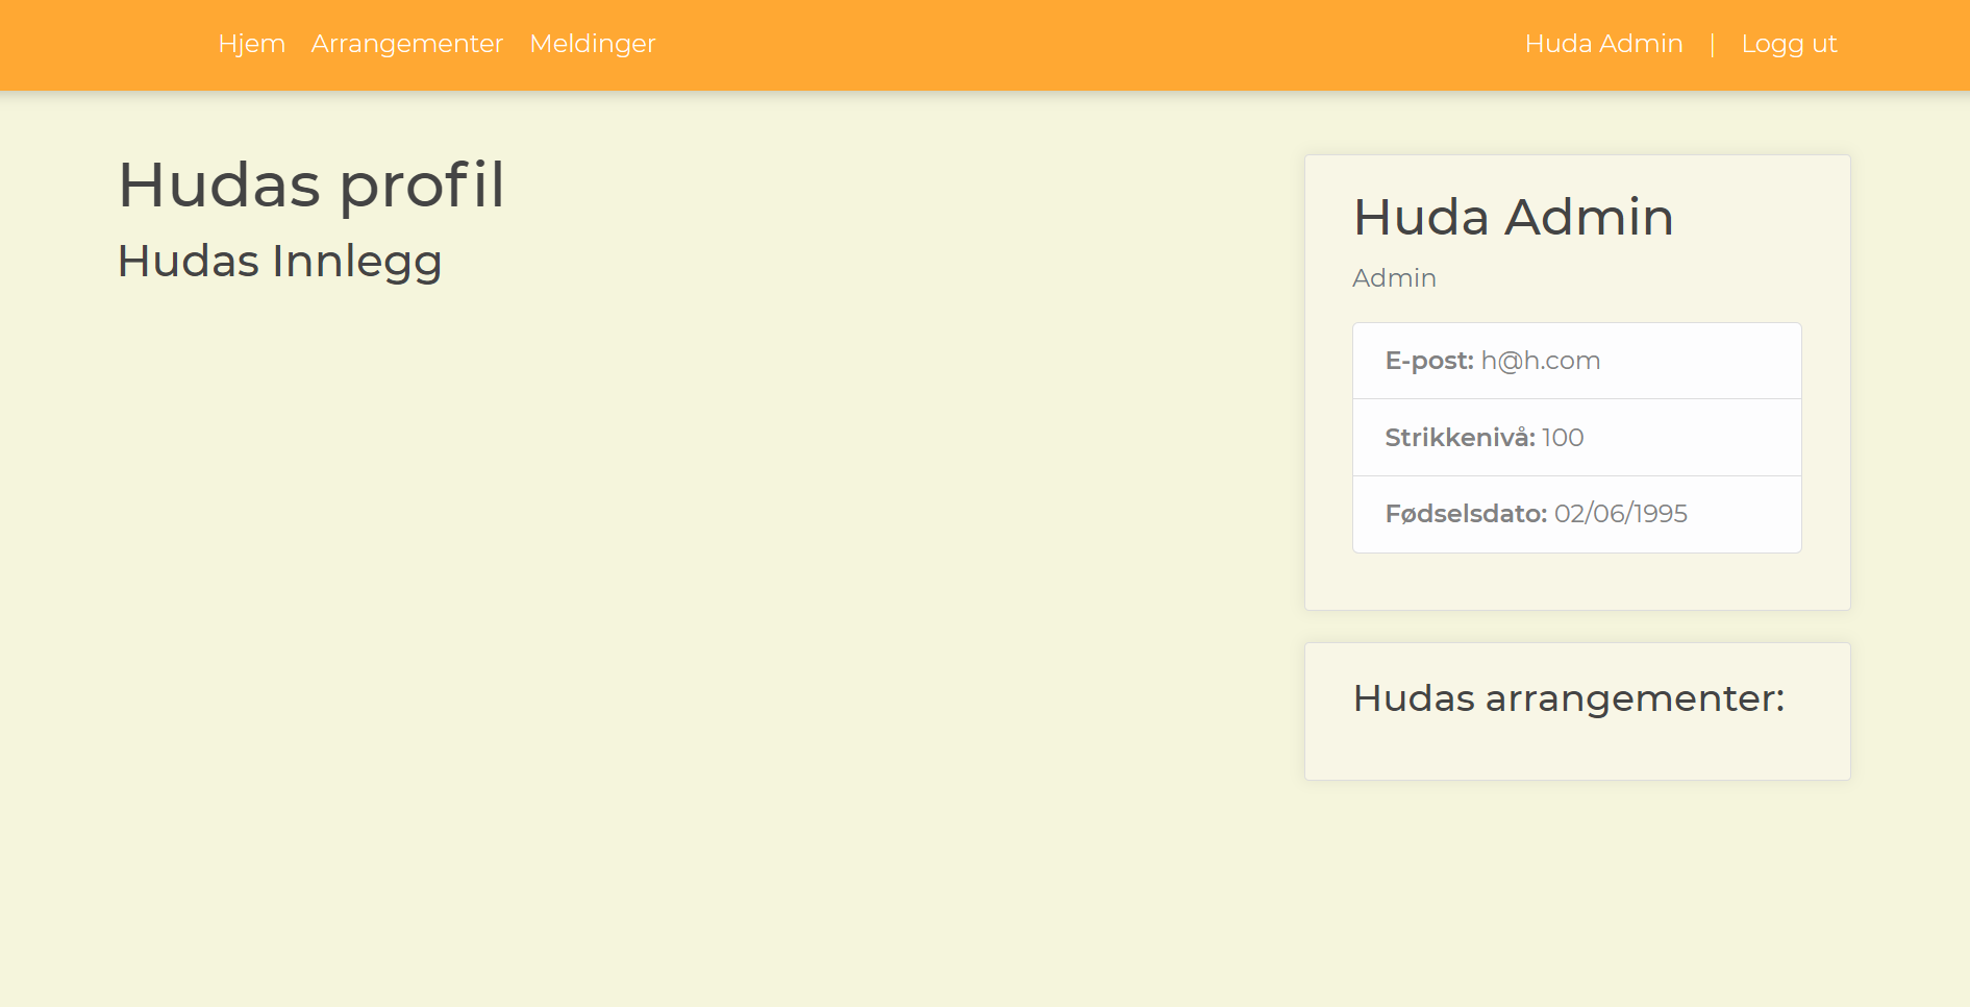 Hjem Arrangementer Meldinger Huda Admin | Logg ut
Hudas profil
Hudas Innlegg
Huda Admin
Admin
E-post: h@h.com
Strikkenivå: 100
Fødselsdato: 02/06/1995
Hudas arrangementer: